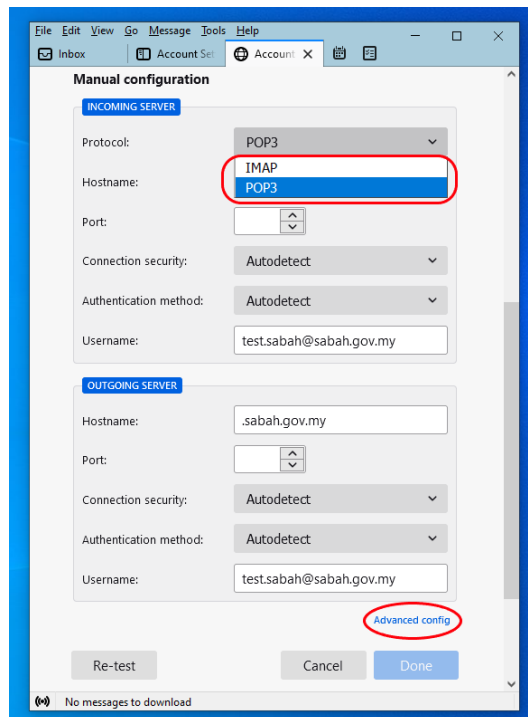 File Edit View Go Message Tools Help
Inbox Account Set Account
Manual configuration
INCOMING SERVER
Protocol: POP3
IMAP
Hostname: POP3
Port:
Connection security: Autodetect
Authentication method: Autodetect
Username: test.sabah@sabah.gov.my
OUTGOING SERVER
Hostname: .sabah.gov.my
Port:
Connection security: Autodetect
Authentication method: Autodetect
Username: test.sabah@sabah.gov.my
Advanced config
Re-test Cancel Done
No messages to download